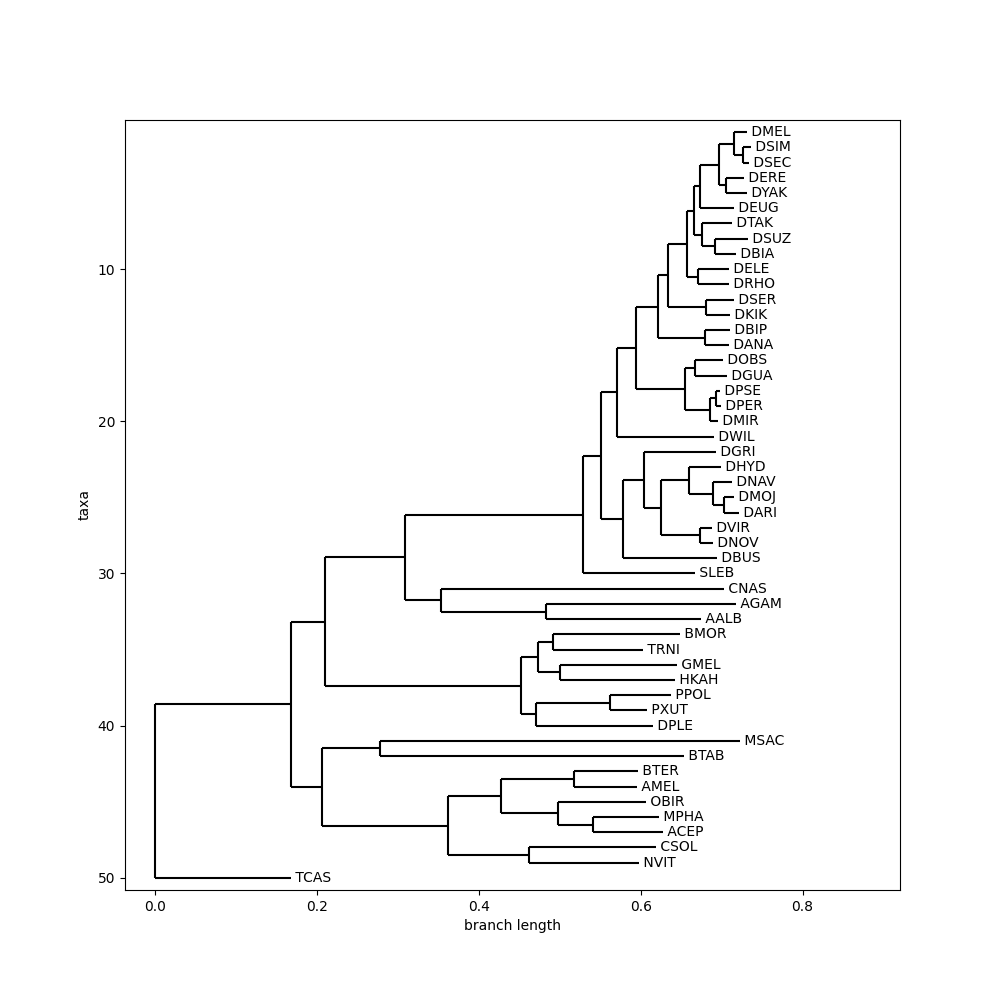 DMEL
DSIM
DSEC
DERE
DYAK
DEUG
DTAK
DSUZ
DBIA
DELE
DRHO
DSER
DKIK
DBIP
DANA
DOBS
DGUA
DPSE
DPER
DMIR
DWIL
DGRI
DHYD
DNAV
DMOJ
DARI
DVIR
DNOV
DBUS
SLEB
CNAS
AGAM
AALB
BMOR
TRNI
GMEL
HKAH
PPOL
PXUT
DPLE
MSAC
BTAB
BTER
AMEL
OBIR
MPHA
ACEP
CSOL
NVIT
TCAS
10
20
30
40
50
taxa
0.0 0.2 0.4 0.6 0.8
branch length